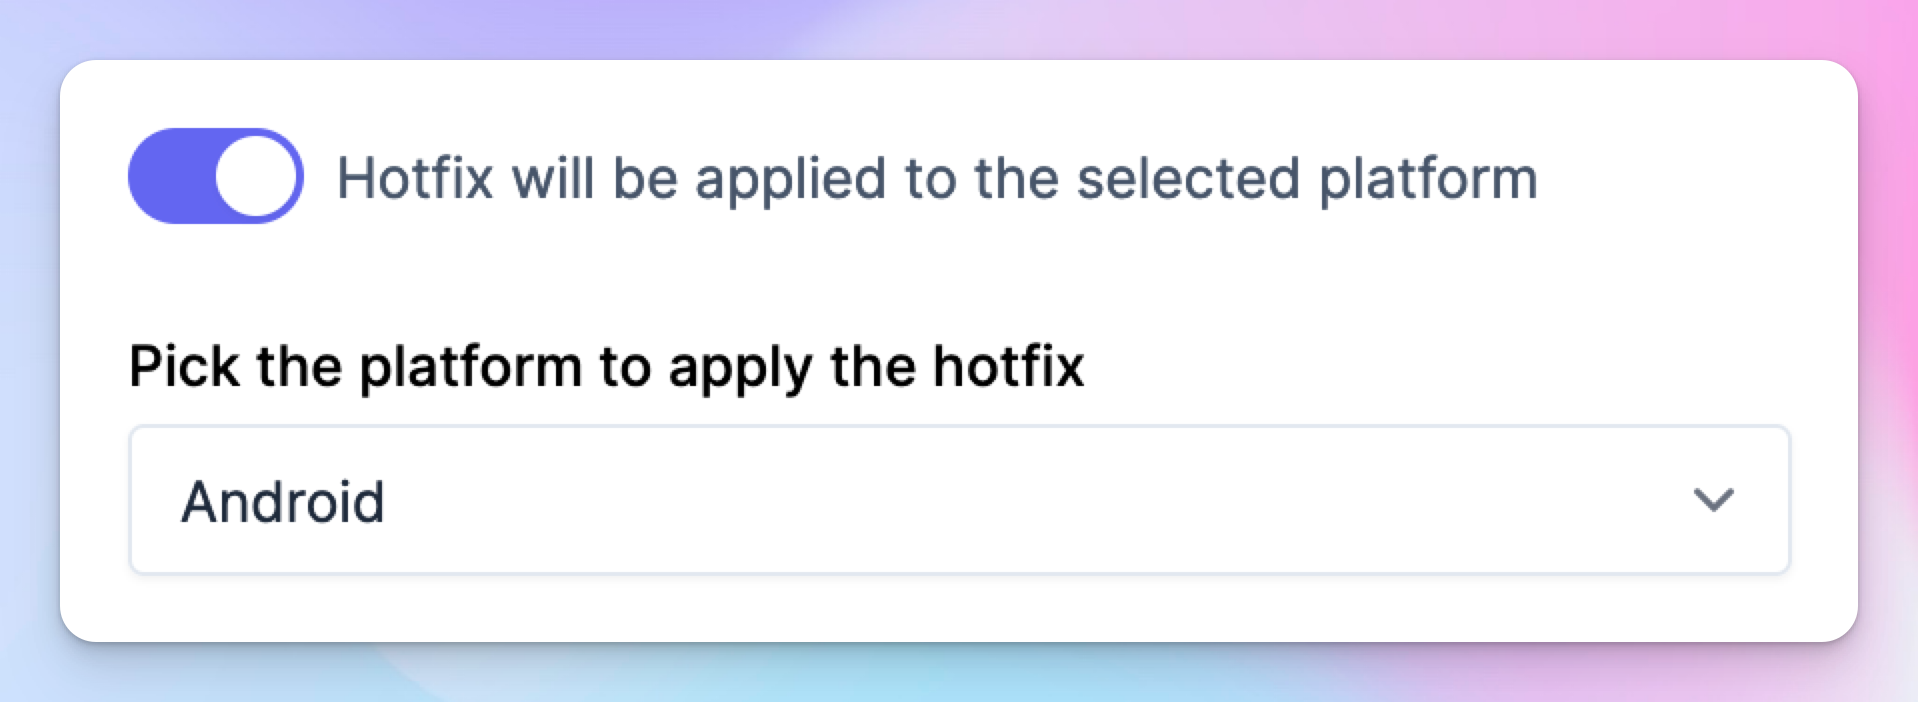 Hotfix will be applied to the selected platform
Pick the platform to apply the hotfix
Android